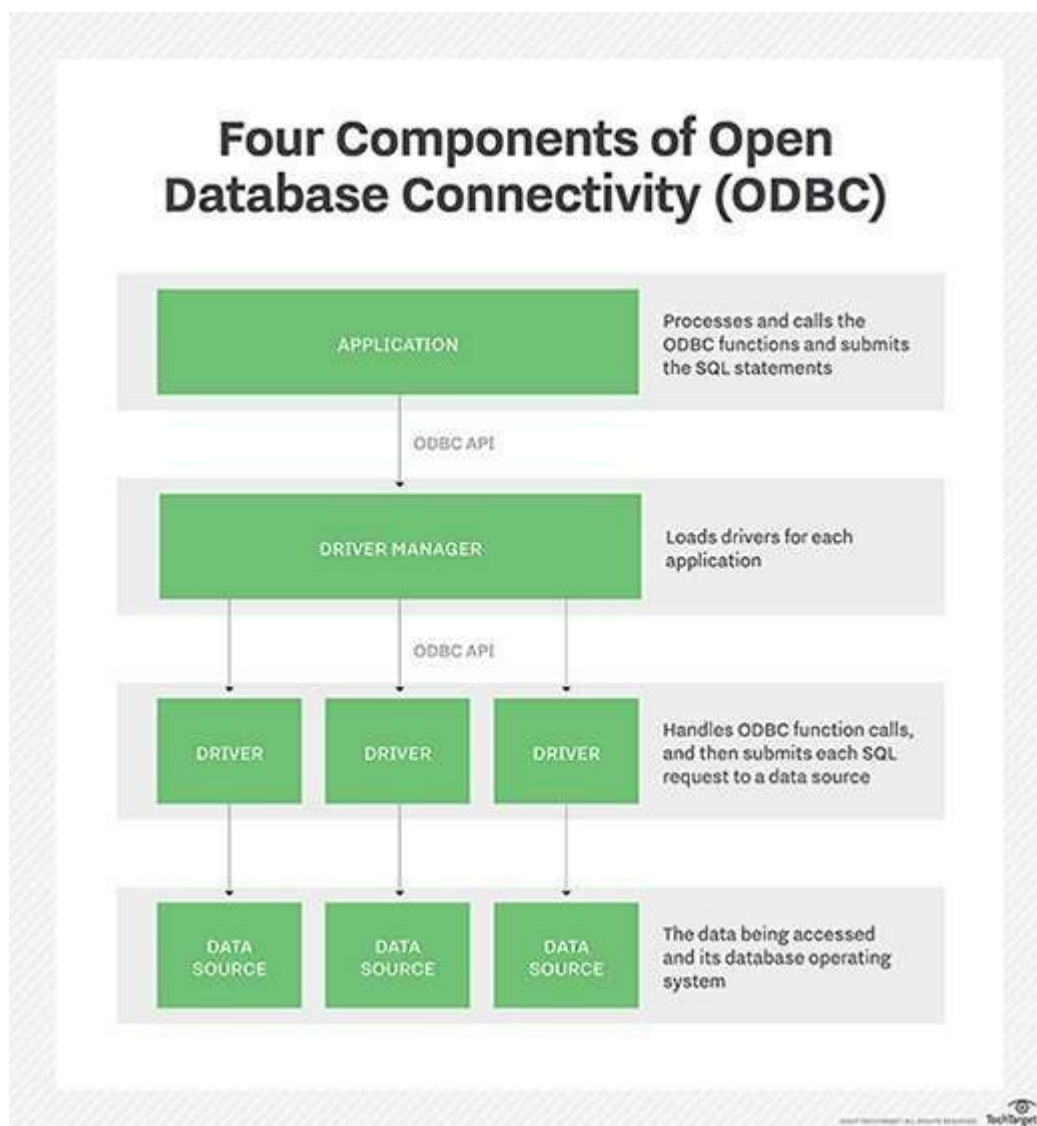 Four Components of Open
Database Connectivity (ODBC)
APPLICATION
Processes and calls the
ODBC functions and submits
the SQL statements
ODBC API
DRIVER MANAGER
Loads drivers for each
application
ODBC API
DRIVER
DRIVER
DRIVER
Handles ODBC function calls,
and then submits each SQL
request to a data source
DATA
SOURCE
DATA
SOURCE
DATA
SOURCE
The data being accessed
and its database operating
system
TechTarget